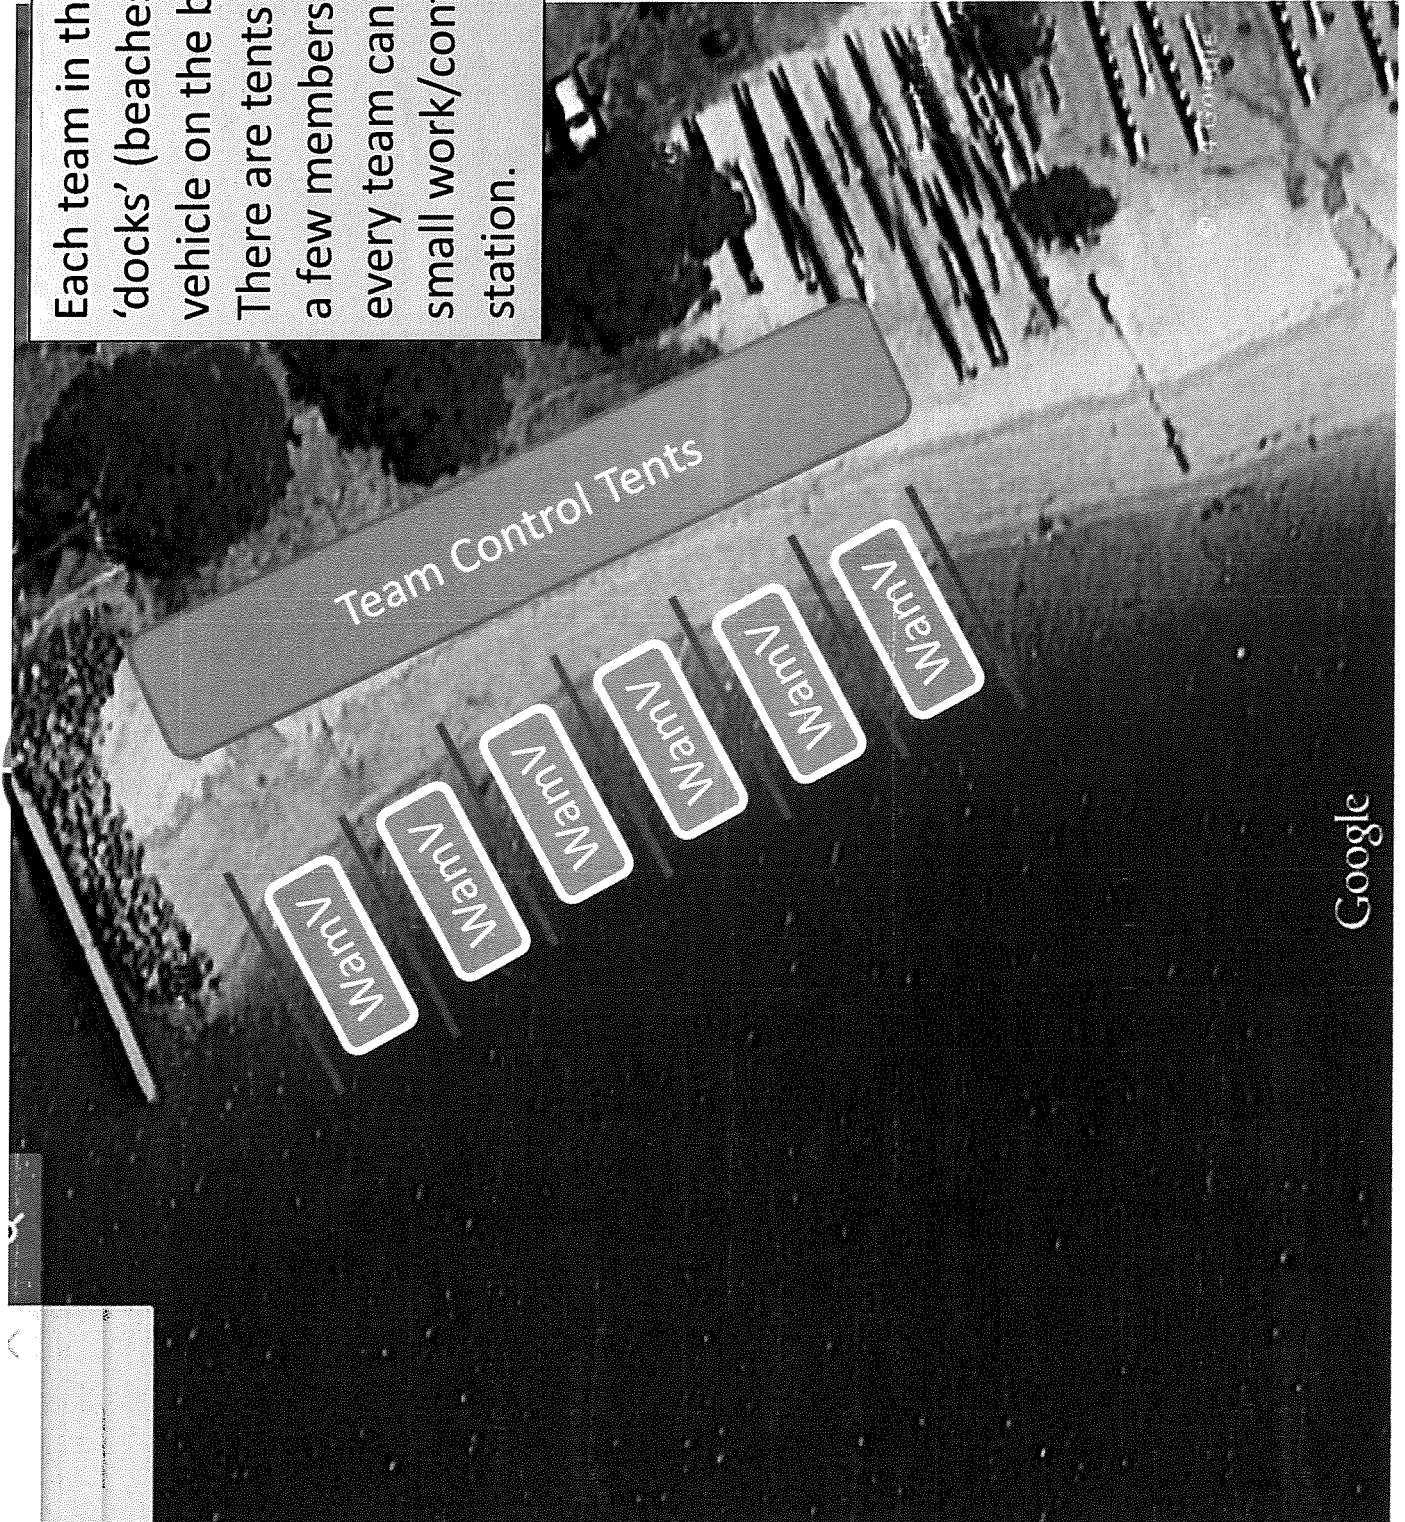 Each team in th
‘docks’ (beache
vehicle on the b
There are tents
a few members
every team can
small work/con
station.
Team Control Tents
WamV
WamV
WamV
WamV
WamV
WamV
Google